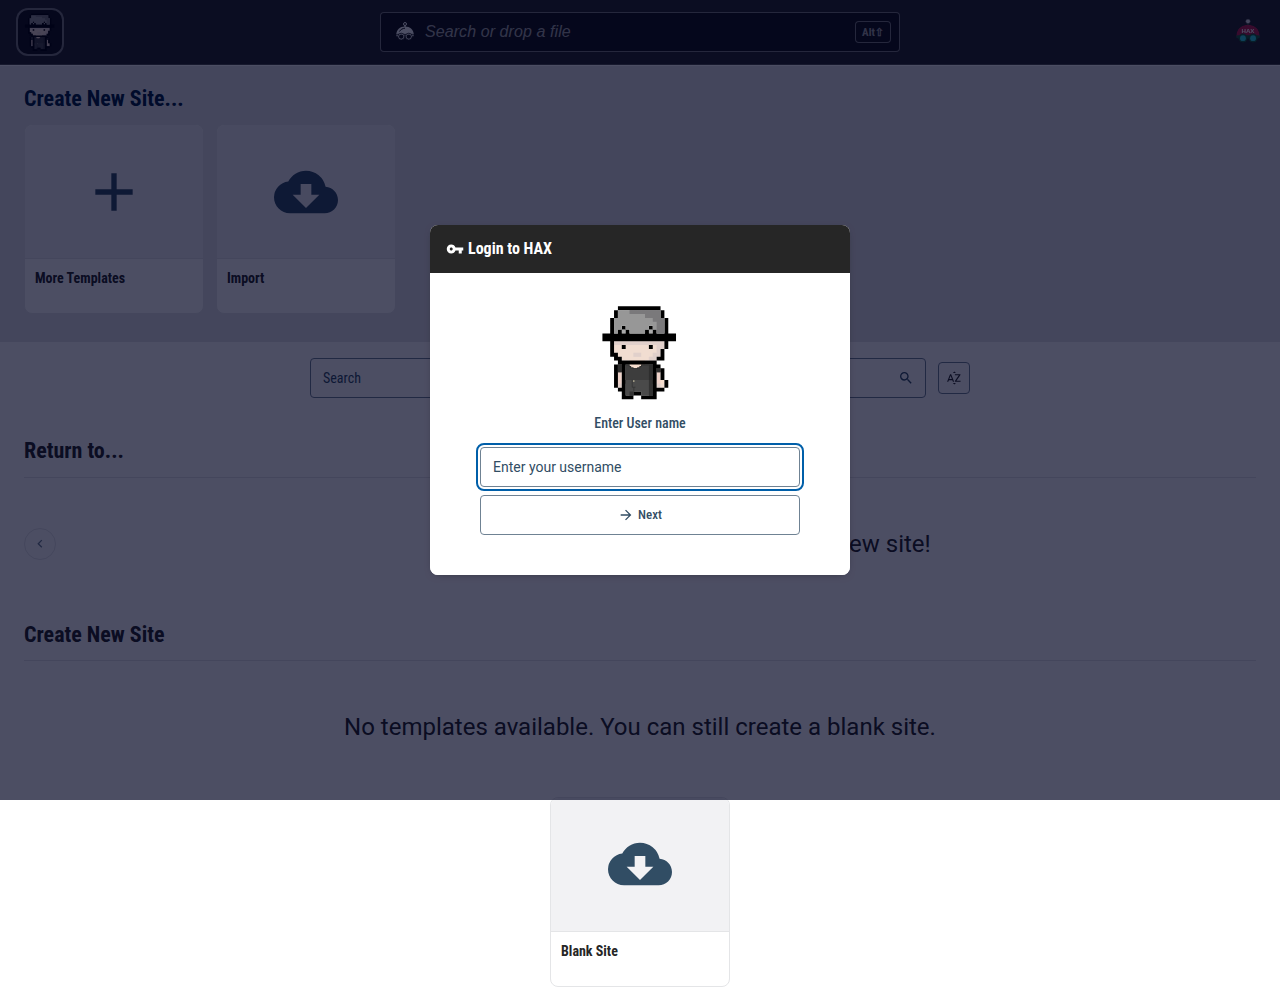 Search or drop a file
Alt⇧
HAX
Create New Site...
More Templates
Import
Login to HAX
Enter User name
Enter your username
Next
Search
AZ
Return to...
ew site!
Create New Site
No templates available. You can still create a blank site.
Blank Site